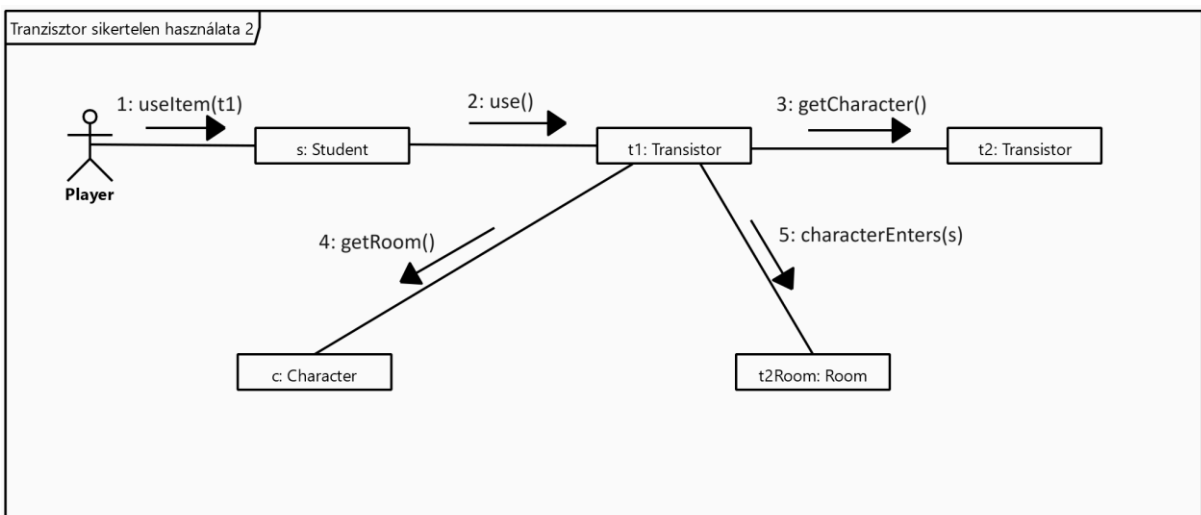 Tranzisztor sikertelen használata 2
1: useItem(t1)
2: use()
3: getCharacter()
s: Student
t1: Transistor
t2: Transistor
Player
4: getRoom()
5: characterEnters(s)
c: Character
t2Room: Room